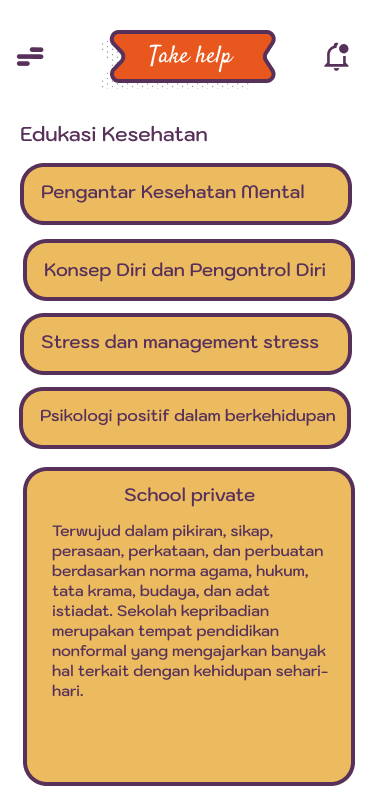 Take help
Edukasi Kesehatan
Pengantar Kesehatan Mental
Konsep Diri dan Pengontrol Diri
Stress dan management stress
Psikologi positif dalam berkehidupan
School private
Terwujud dalam pikiran, sikap,
perasaan, perkataan, dan perbuatan
berdasarkan norma agama, hukum,
tata krama, budaya, dan adat
istiadat. Sekolah kepribadian
merupakan tempat pendidikan
nonformal yang mengajarkan banyak
hal terkait dengan kehidupan sehari-
hari.